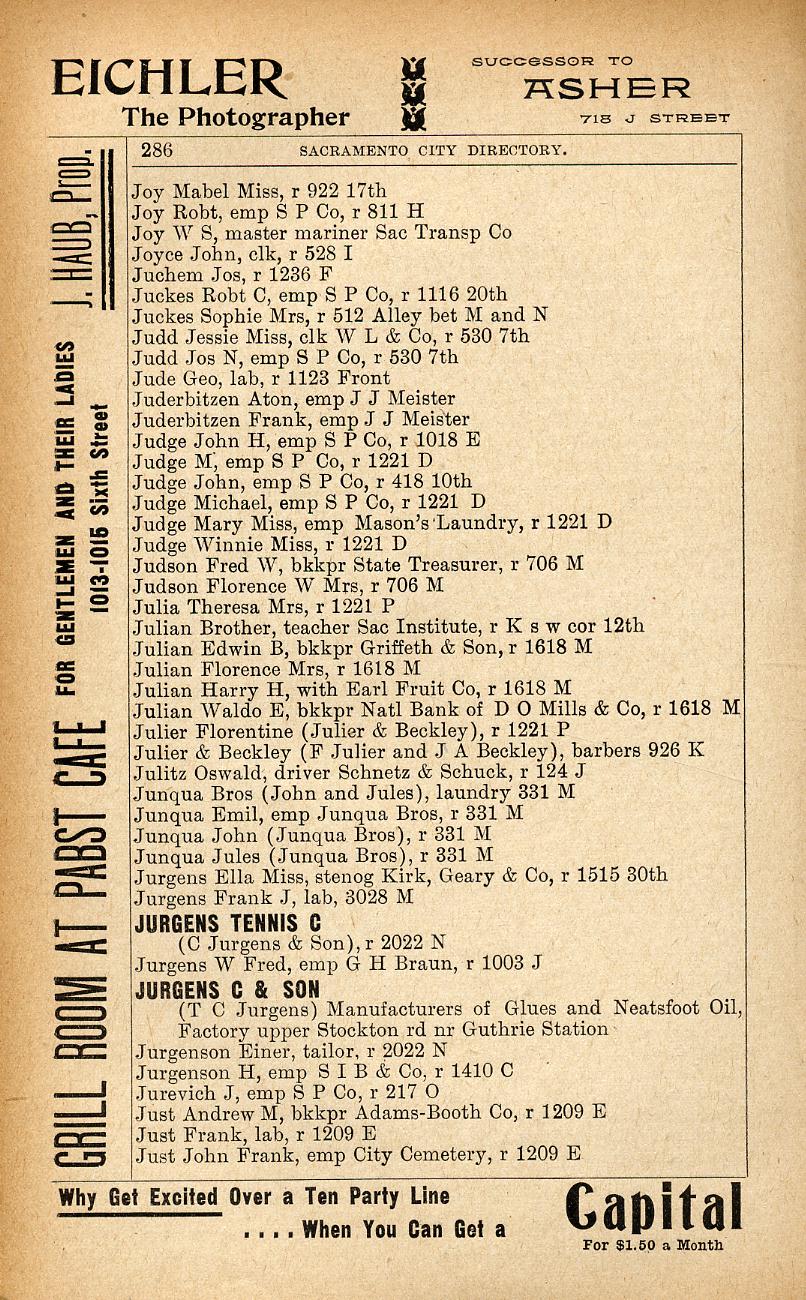 EICHLER
The Photographer
SUCCESSOR TO
ASHER
718 J STREET
GRILL ROOM AT PABST CAFE FOR GENTLEMEN AND THEIR LADIES J. HAUB, Prop.
1013-1015 Sixth Street
286 SACRAMENTO CITY DIRECTORY.
Joy Mabel Miss, r 922 17th
Joy Robt, emp S P Co, r 811 H
Joy W S, master mariner Sac Transp Co
Joyce John, clk, r 528 I
Juchem Jos, r 1236 F
Juckes Robt C, emp S P Co, r 1116 20th
Juckes Sophie Mrs, r 512 Alley bet M and N
Judd Jessie Miss, clk W L & Co, r 530 7th
Judd Jos N, emp S P Co, r 530 7th
Jude Geo, lab, r 1123 Front
Juderbitzen Aton, emp J J Meister
Juderbitzen Frank, emp J J Meister
Judge John H, emp S P Co, r 1018 E
Judge M, emp S P Co, r 1221 D
Judge John, emp S P Co, r 418 10th
Judge Michael, emp S P Co, r 1221 D
Judge Mary Miss, emp Mason's Laundry, r 1221 D
Judge Winnie Miss, r 1221 D
Judson Fred W, bkkpr State Treasurer, r 706 M
Judson Florence W Mrs, r 706 M
Julia Theresa Mrs, r 1221 P
Julian Brother, teacher Sac Institute, r K s w cor 12th
Julian Edwin B, bkkpr Griffeth & Son, r 1618 M
Julian Florence Mrs, r 1618 M
Julian Harry H, with Earl Fruit Co, r 1618 M
Julian Waldo E, bkkpr Natl Bank of D O Mills & Co, r 1618 M
Julier Florentine (Julier & Beckley), r 1221 P
Julier & Beckley (F Julier and J A Beckley), barbers 926 K
Julitz Oswald, driver Schnetz & Schuck, r 124 J
Junqua Bros (John and Jules), laundry 331 M
Junqua Emil, emp Junqua Bros, r 331 M
Junqua John (Junqua Bros), r 331 M
Junqua Jules (Junqua Bros), r 331 M
Jurgens Ella Miss, stenog Kirk, Geary & Co, r 1515 30th
Jurgens Frank J, lab, 3028 M
JURGENS TENNIS C
(C Jurgens & Son), r 2022 N
Jurgens W Fred, emp G H Braun, r 1003 J
JURGENS C & SON
(T C Jurgens) Manufacturers of Glues and Neatsfoot Oil,
Factory upper Stockton rd nr Guthrie Station
Jurgenson Einer, tailor, r 2022 N
Jurgenson H, emp S I B & Co, r 1410 C
Jurevich J, emp S P Co, r 217 O
Just Andrew M, bkkpr Adams-Booth Co, r 1209 E
Just Frank, lab, r 1209 E
Just John Frank, emp City Cemetery, r 1209 E
Why Get Excited Over a Ten Party Line
....When You Can Get a
Capital
For $1.50 a Month